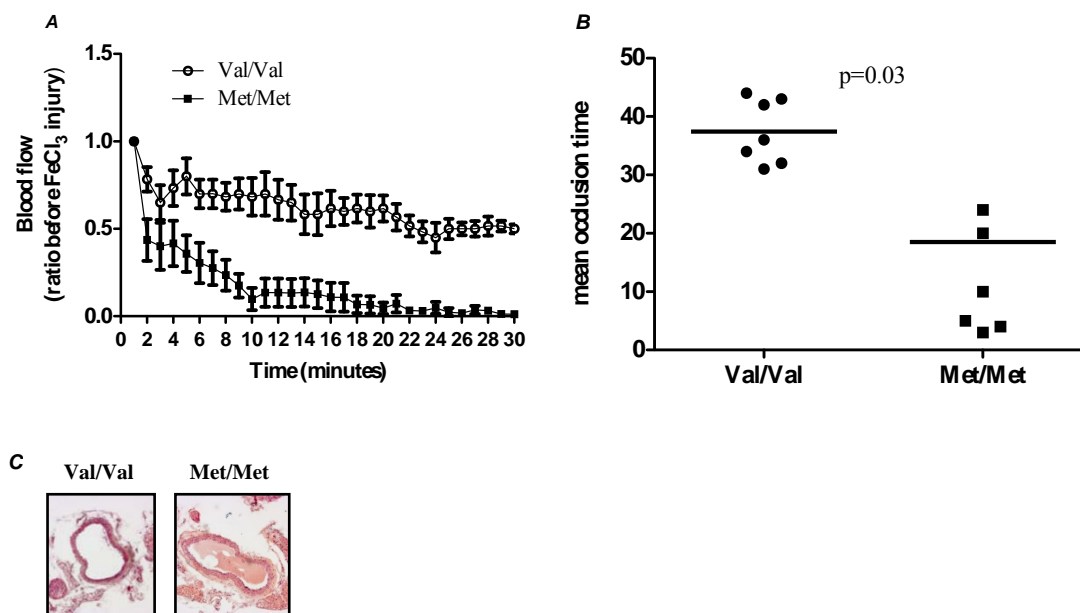 A
1.5
1.0
0.5
0.0
Blood flow
(ratio before FeCl3 injury)
Val/Val
Met/Met
0 2 4 6 8 10 12 14 16 18 20 22 24 26 28 30
Time (minutes)
B
50
40
30
20
10
0
mean occlusion time
p=0.03
Val/Val Met/Met
C
Val/Val Met/Met